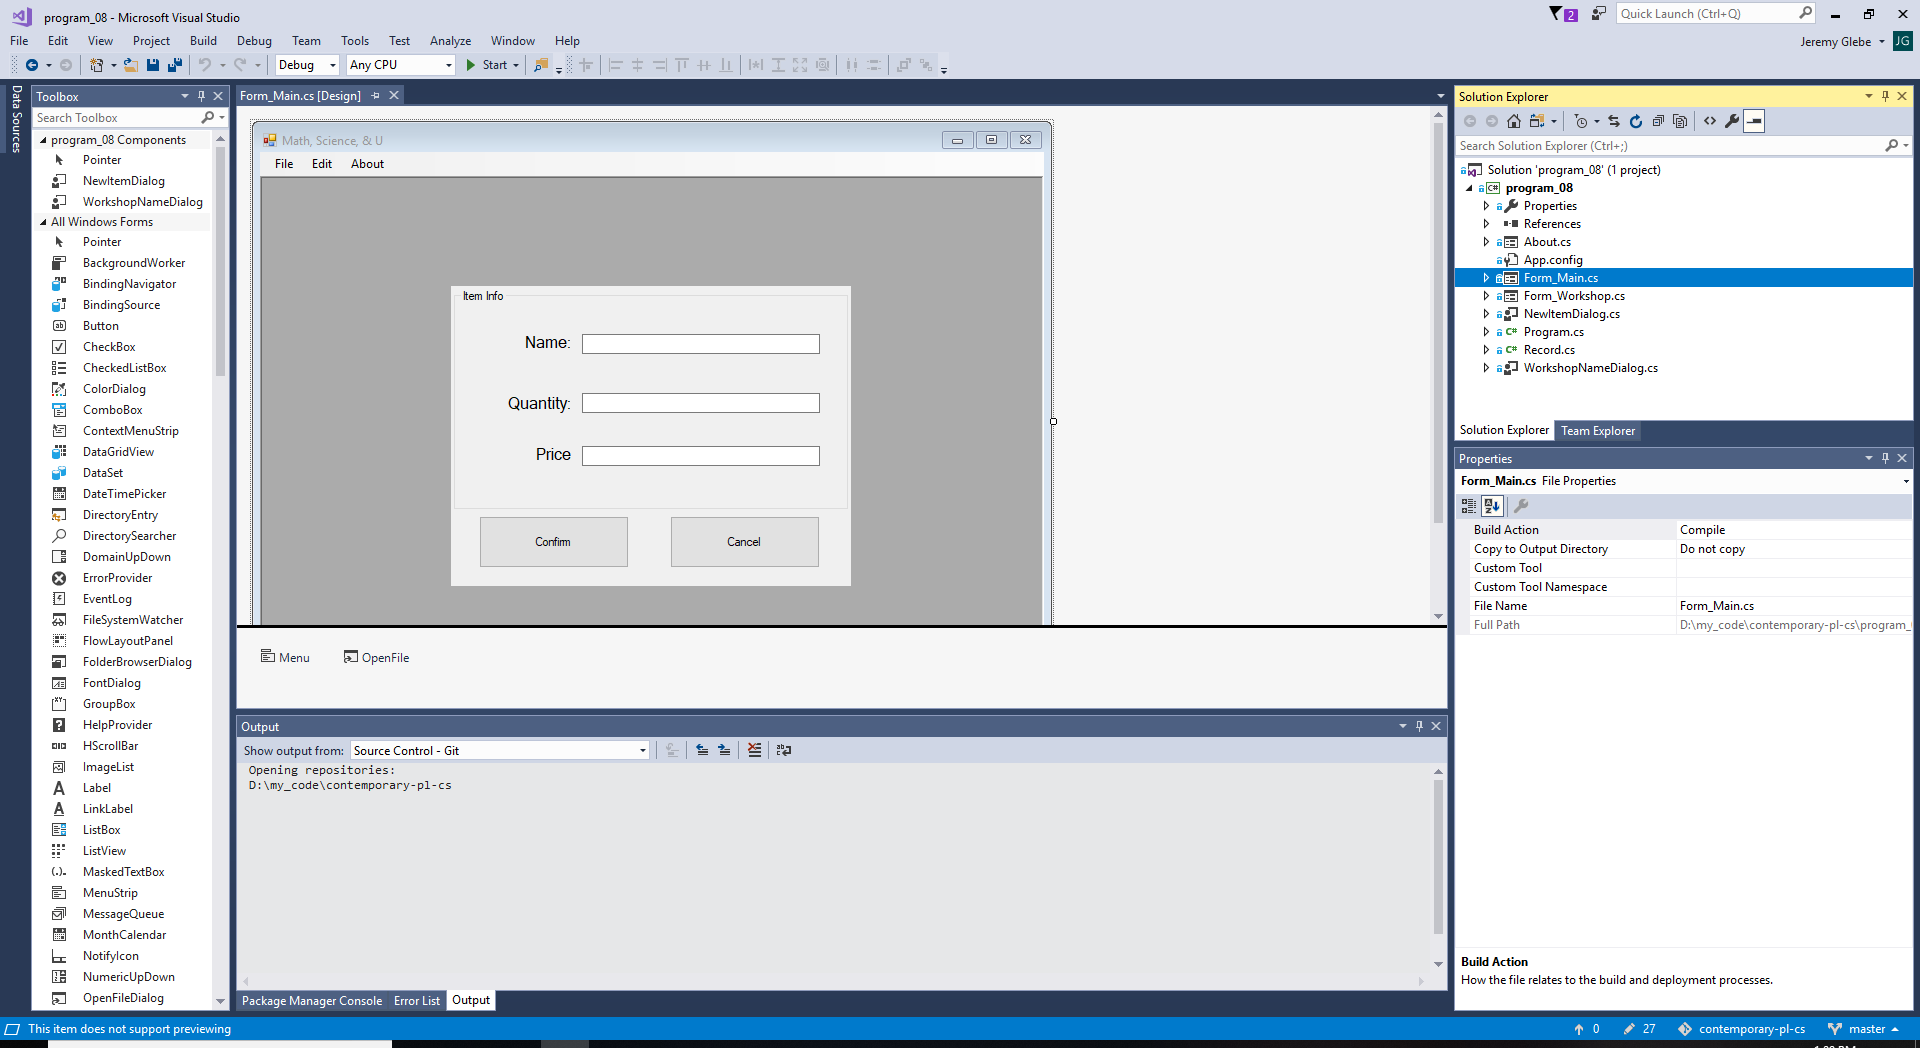 program_08 - Microsoft Visual Studio
2
Quick Launch (Ctrl+Q)
File Edit View Project Build Debug Team Tools Test Analyze Window Help
Jeremy Glebe JG
Debug Any CPU Start
Data Sources
Toolbox
Search Toolbox
program_08 Components
Pointer
NewItemDialog
WorkshopNameDialog
All Windows Forms
Pointer
BackgroundWorker
BindingNavigator
BindingSource
Button
CheckBox
CheckedListBox
ColorDialog
ComboBox
ContextMenuStrip
DataGridView
DataSet
DateTimePicker
DirectoryEntry
DirectorySearcher
DomainUpDown
ErrorProvider
EventLog
FileSystemWatcher
FlowLayoutPanel
FolderBrowserDialog
FontDialog
GroupBox
HelpProvider
HScrollBar
ImageList
Label
LinkLabel
ListBox
ListView
MaskedTextBox
MenuStrip
MessageQueue
MonthCalendar
NotifyIcon
NumericUpDown
OpenFileDialog
Form_Main.cs [Design]
Math, Science, & U
File Edit About
Item Info
Name:
Quantity:
Price
Confirm Cancel
Menu OpenFile
Output
Show output from: Source Control - Git
Opening repositories:
D:\my_code\contemporary-pl-cs
Package Manager Console Error List Output
Solution Explorer
Search Solution Explorer (Ctrl+;)
Solution 'program_08' (1 project)
program_08
Properties
References
About.cs
App.config
Form_Main.cs
Form_Workshop.cs
NewItemDialog.cs
Program.cs
Record.cs
WorkshopNameDialog.cs
Solution Explorer Team Explorer
Properties
Form_Main.cs File Properties
Build Action Compile
Copy to Output Directory Do not copy
Custom Tool
Custom Tool Namespace
File Name Form_Main.cs
Full Path D:\my_code\contemporary-pl-cs\program_
Build Action
How the file relates to the build and deployment processes.
This item does not support previewing
0 27 contemporary-pl-cs master